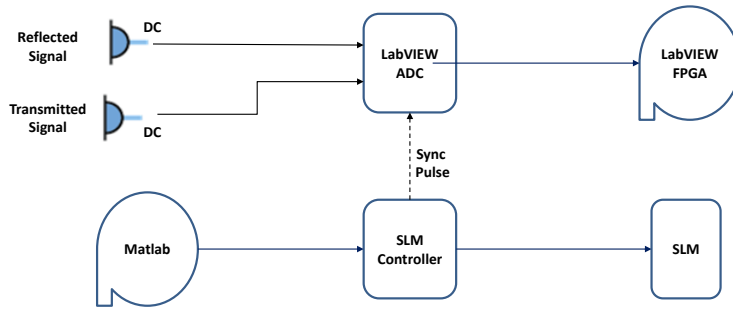 Reflected
Signal
DC
LabVIEW
ADC
LabVIEW
FPGA
Transmitted
Signal
DC
Sync
Pulse
Matlab
SLM
Controller
SLM